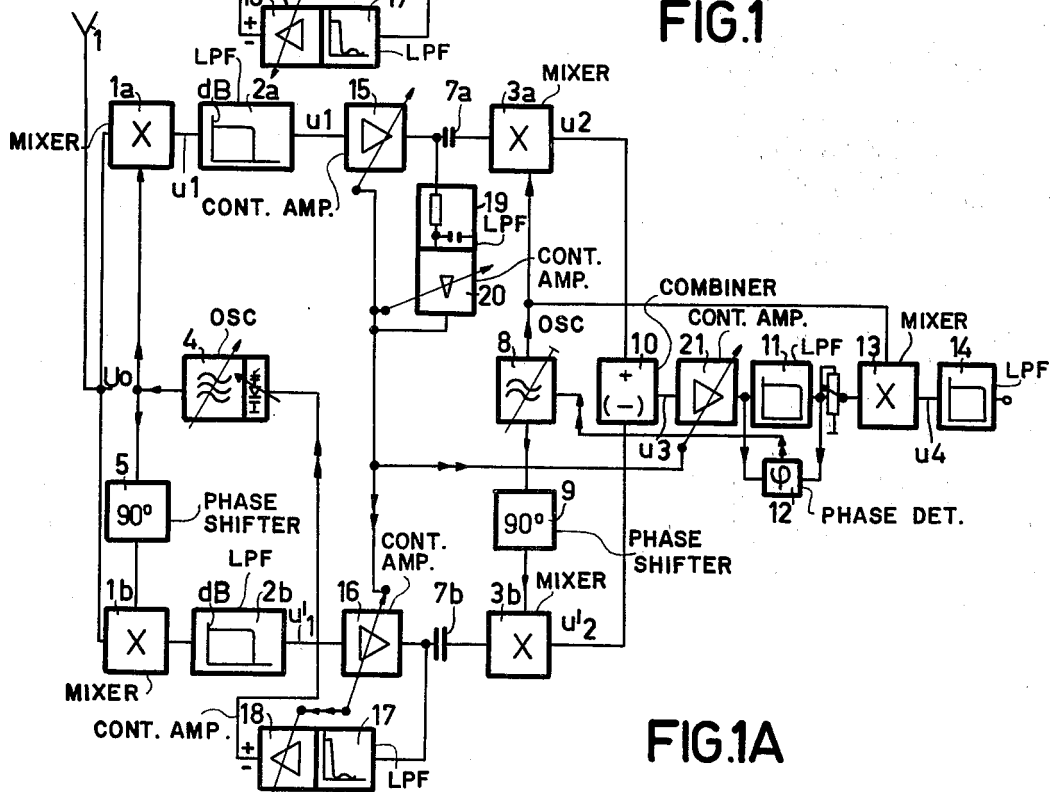 FIG.1
17
+
-
LPF
1
LPF
MIXER
1a
dB
2a
15
7a
3a
X
u1
X
u2
MIXER
u1
CONT. AMP.
19
LPF
CONT.
AMP.
20
COMBINER
OSC
CONT. AMP.
MIXER
OSC
8
10
21
11
LPF
13
14
LPF
4
Uo
+
(-)
X
u3
u4
5
φ
90°
PHASE
SHIFTER
9
12
PHASE DET.
90°
LPF
CONT.
AMP.
PHASE
SHIFTER
MIXER
1b
dB
2b
u'1
16
7b
3b
X
X
u'2
MIXER
CONT. AMP.
18
17
+
-
LPF
FIG.1A